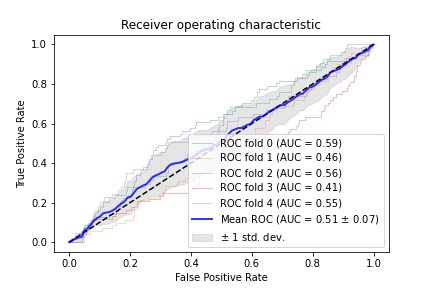 Receiver operating characteristic
True Positive Rate
1.0
0.8
0.6
0.4
0.2
0.0
ROC fold 0 (AUC = 0.59)
ROC fold 1 (AUC = 0.46)
ROC fold 2 (AUC = 0.56)
ROC fold 3 (AUC = 0.41)
ROC fold 4 (AUC = 0.55)
Mean ROC (AUC = 0.51 ± 0.07)
± 1 std. dev.
0.0 0.2 0.4 0.6 0.8 1.0
False Positive Rate